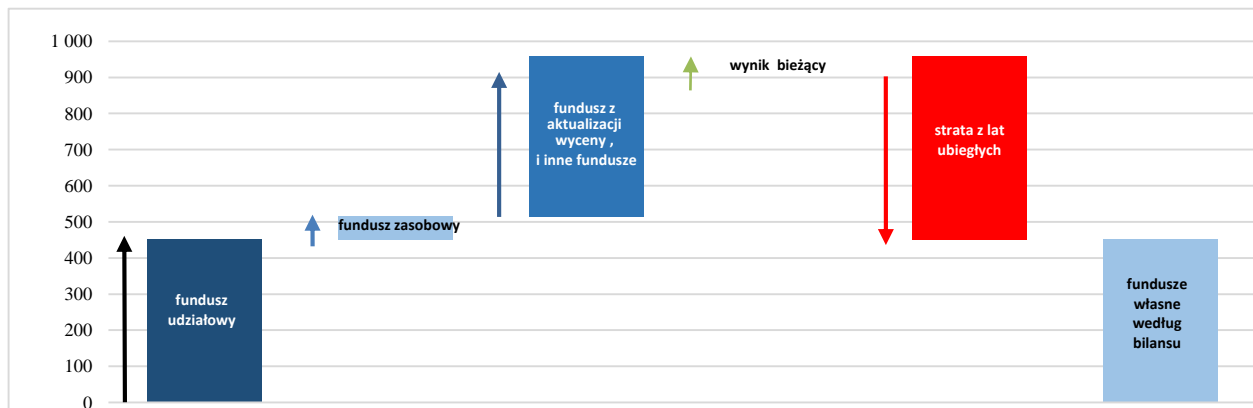 1 000
900
800
700
600
500
400
300
200
100
0
fundusz
udziałowy
fundusz zasobowy
fundusz z
aktualizacji
wyceny ,
i inne fundusze
wynik bieżący
strata z lat
ubiegłych
fundusze
własne
według
bilansu